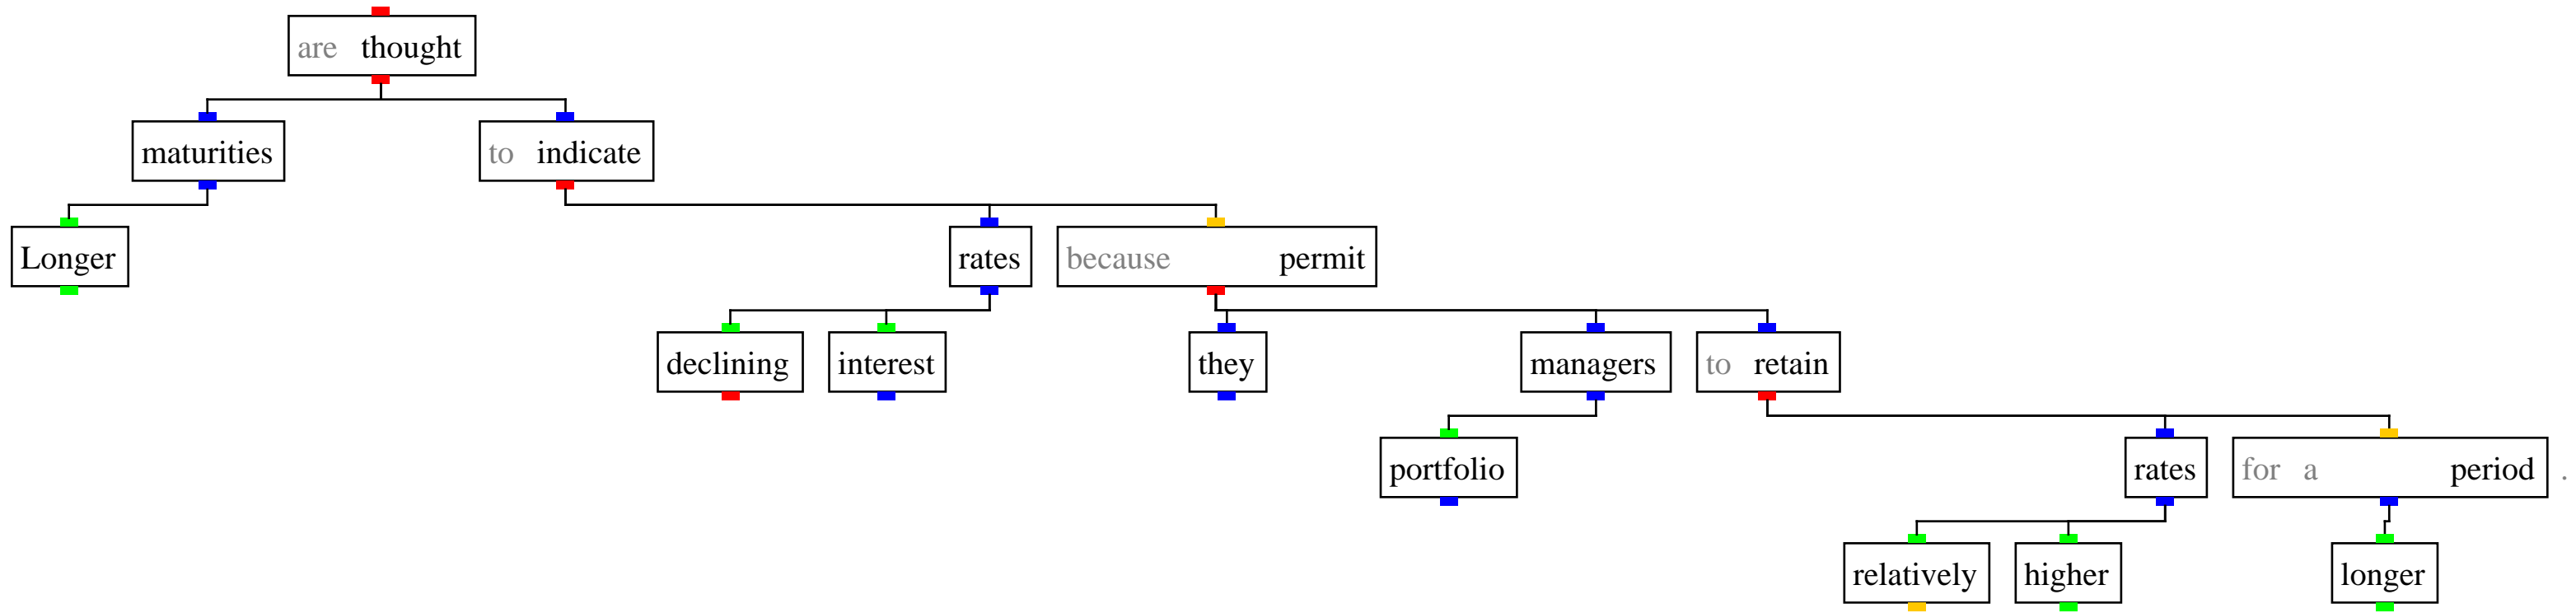 are thought
maturities to indicate
Longer rates because permit
declining interest they managers to retain
portfolio rates for a period .
relatively higher longer